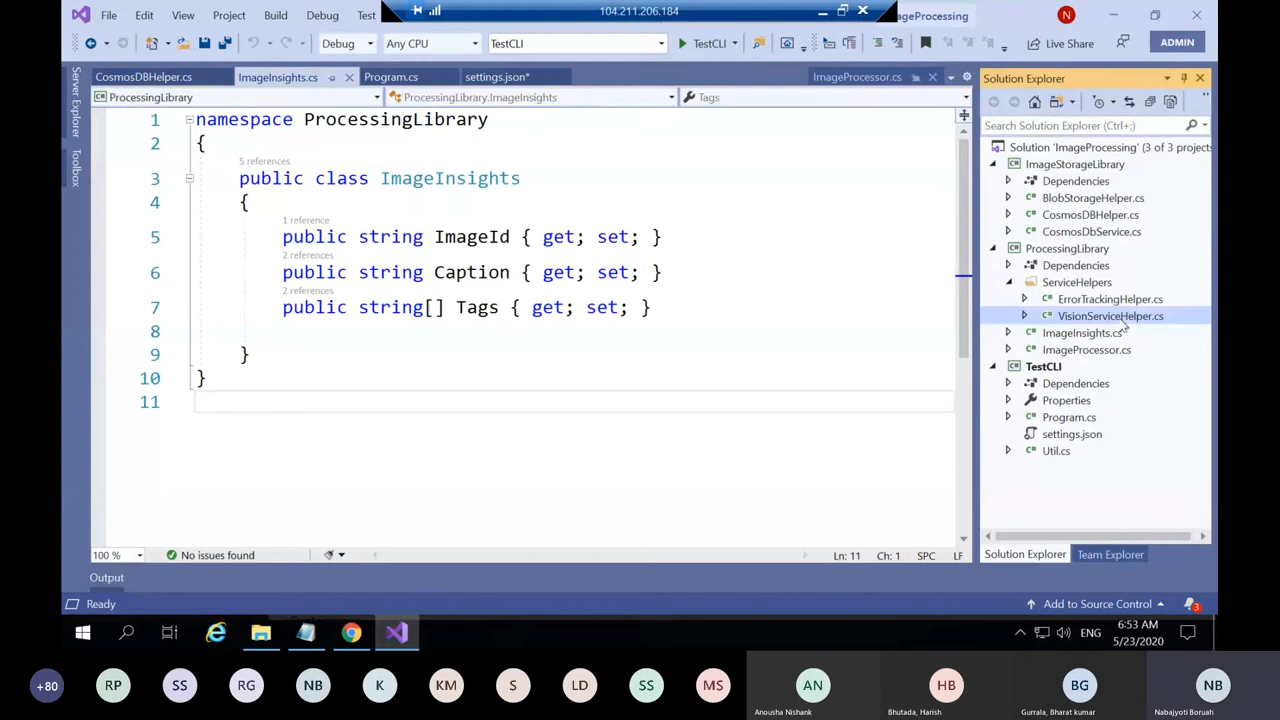 File Edit View Project Build Debug Test
104.211.206.184
ageProcessing
N
Debug
Any CPU
TestCLI
TestCLI
Live Share
ADMIN
CosmosDBHelper.cs
ImageInsights.cs
Program.cs
settings.json*
ImageProcessor.cs
ProcessingLibrary
ProcessingLibrary.ImageInsights
Tags
Server Explorer
Toolbox
1 namespace ProcessingLibrary
2 {
5 references
3 public class ImageInsights
4 {
1 reference
5 public string ImageId { get; set; }
2 references
6 public string Caption { get; set; }
2 references
7 public string[] Tags { get; set; }
8
9 }
10 }
11
100 %
No issues found
Ln: 11 Ch: 1 SPC LF
Solution Explorer
Search Solution Explorer (Ctrl+;)
Solution 'ImageProcessing' (3 of 3 projects
ImageStorageLibrary
Dependencies
BlobStorageHelper.cs
CosmosDBHelper.cs
CosmosDbService.cs
ProcessingLibrary
Dependencies
ServiceHelpers
ErrorTrackingHelper.cs
VisionServiceHelper.cs
ImageInsights.cs
ImageProcessor.cs
TestCLI
Dependencies
Properties
Program.cs
settings.json
Util.cs
Solution Explorer Team Explorer
Output
Ready
Add to Source Control
3
ENG
6:53 AM
5/23/2020
+80 RP SS RG NB K KM S LD SS MS AN HB BG NB
Anousha Nishank
Bhutada, Harish
Gurrala, Bharat kumar
Nabajyoti Boruah